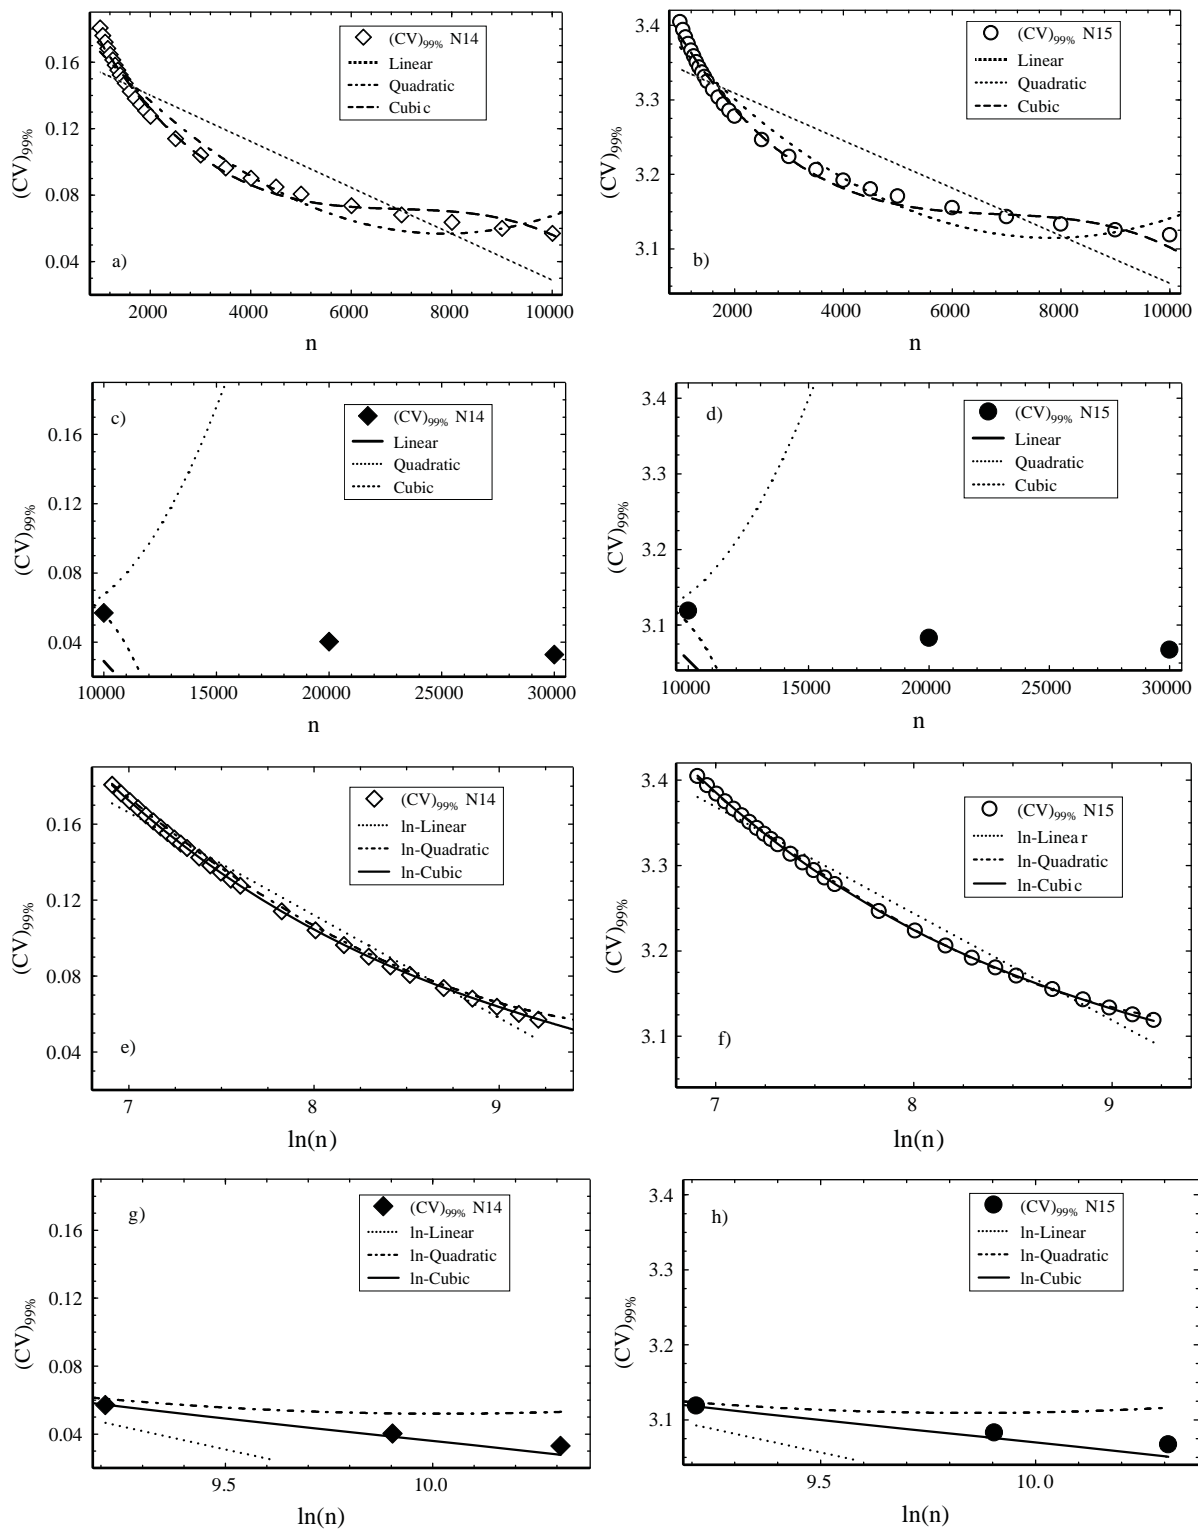 (CV)99%
0.16
0.12
0.08
0.04
(CV)99% N14
Linear
Quadratic
Cubic
a)
2000 4000 6000 8000 10000
n
(CV)99%
3.4
3.3
3.2
3.1
(CV)99% N15
Linear
Quadratic
Cubic
b)
2000 4000 6000 8000 10000
n
(CV)99%
0.16
0.12
0.08
0.04
c)
(CV)99% N14
Linear
Quadratic
Cubic
10000 15000 20000 25000 30000
n
(CV)99%
3.4
3.3
3.2
3.1
d)
(CV)99% N15
Linear
Quadratic
Cubic
10000 15000 20000 25000 30000
n
(CV)99%
0.16
0.12
0.08
0.04
(CV)99% N14
ln-Linear
ln-Quadratic
ln-Cubic
e)
7 8 9
ln(n)
(CV)99%
3.4
3.3
3.2
3.1
(CV)99% N15
ln-Linear
ln-Quadratic
ln-Cubic
f)
7 8 9
ln(n)
(CV)99%
0.16
0.12
0.08
0.04
g)
(CV)99% N14
ln-Linear
ln-Quadratic
ln-Cubic
9.5 10.0
ln(n)
(CV)99%
3.4
3.3
3.2
3.1
h)
(CV)99% N15
ln-Linear
ln-Quadratic
ln-Cubic
9.5 10.0
ln(n)